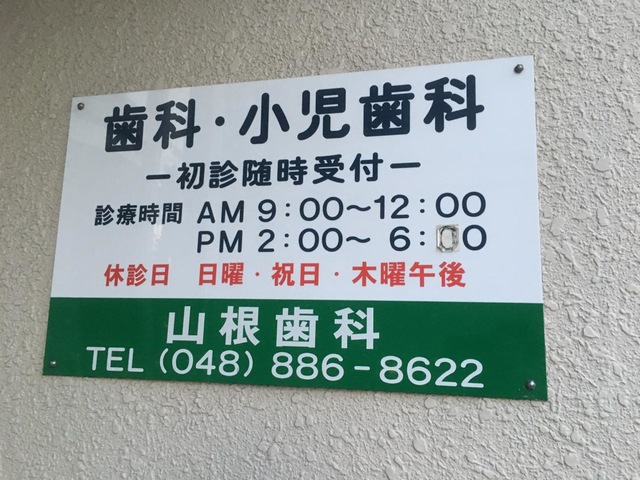 歯科・小児歯科
ー初診随時受付ー
診療時間 AM 9:00〜12:00
PM 2:00〜 6:00
休診日 日曜・祝日・木曜午後
山根歯科
TEL (048) 886-8622